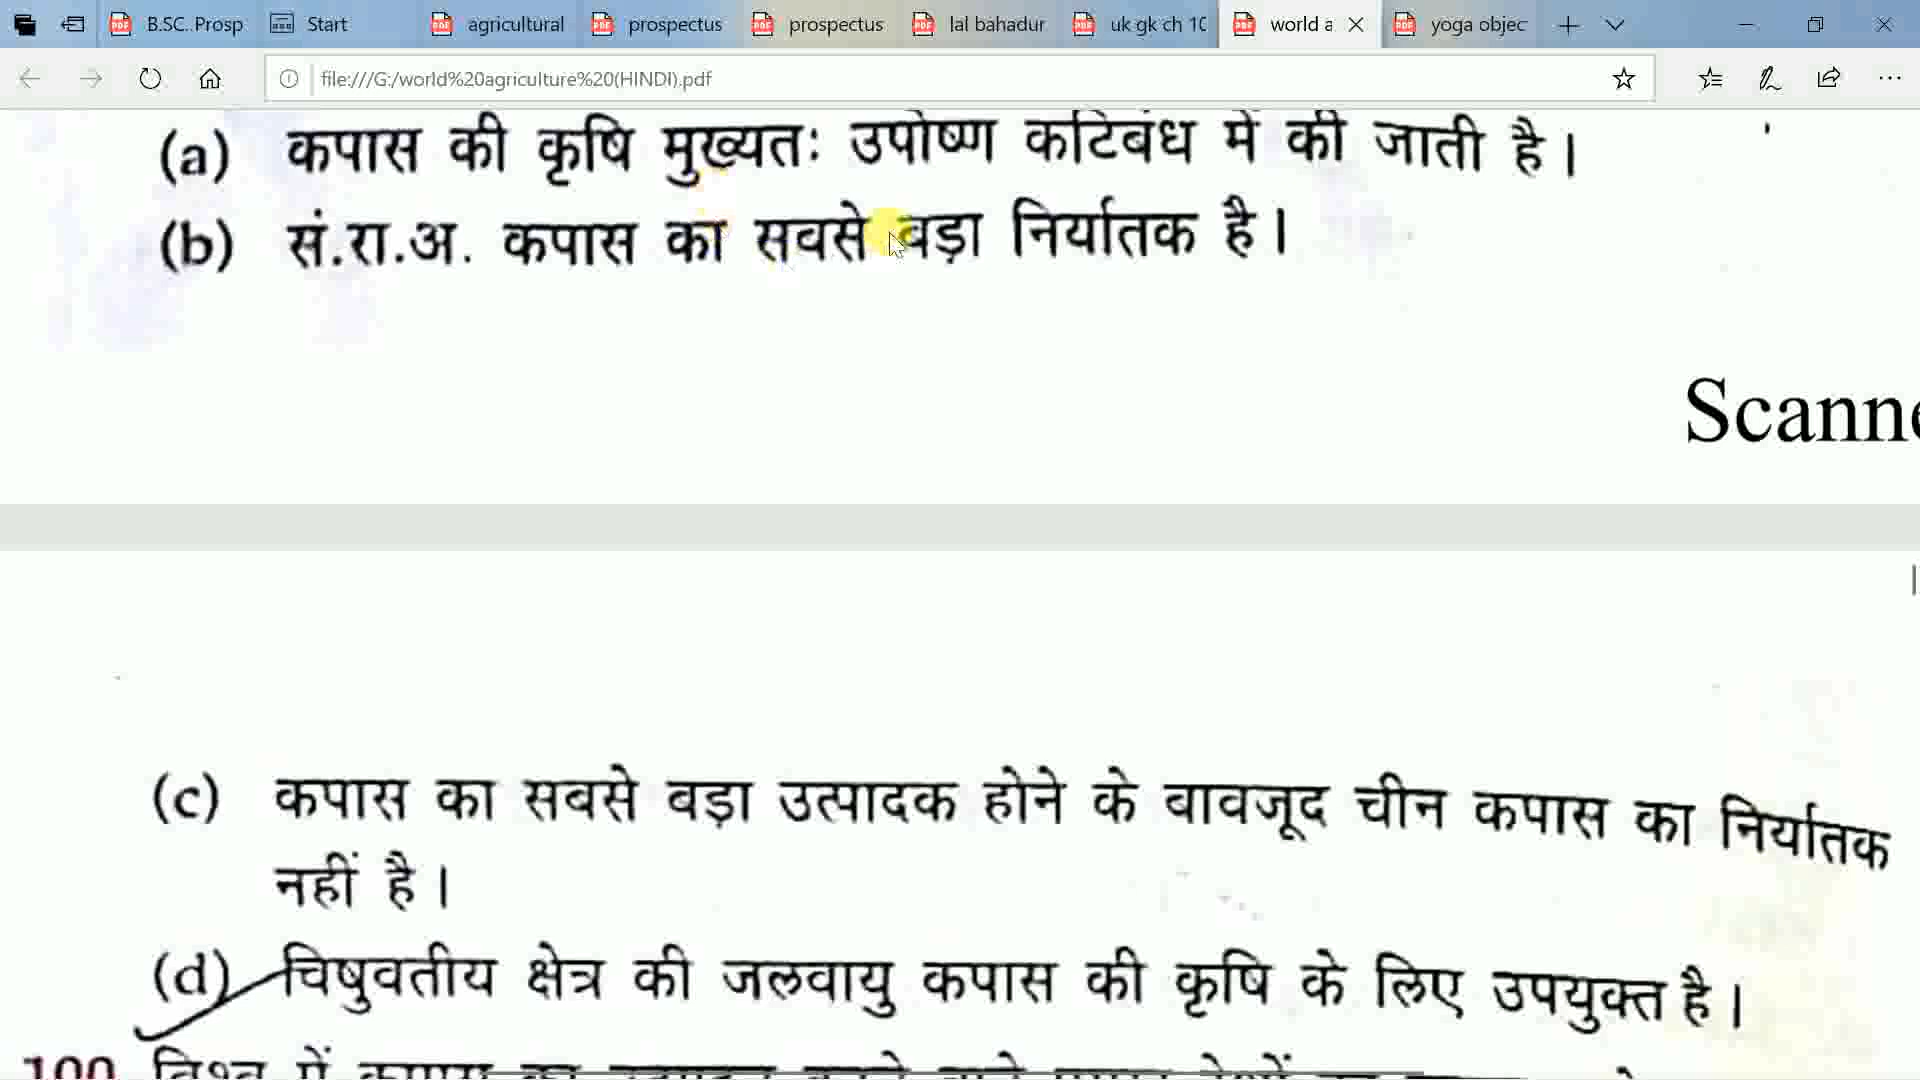 B.SC..Prosp
Start
agricultural
prospectus
prospectus
lal bahadur
uk gk ch 10
world a
yoga objec
file:///G:/world%20agriculture%20(HINDI).pdf
(a) कपास की कृषि मुख्यतः उपोष्ण कटिबंध में की जाती है।
(b) सं.रा.अ. कपास का सबसे बड़ा निर्यातक है।
Scanne
(c) कपास का सबसे बड़ा उत्पादक होने के बावजूद चीन कपास का निर्यातक
नहीं है।
(d) विषुवतीय क्षेत्र की जलवायु कपास की कृषि के लिए उपयुक्त है।
100 विश्व में कपास का